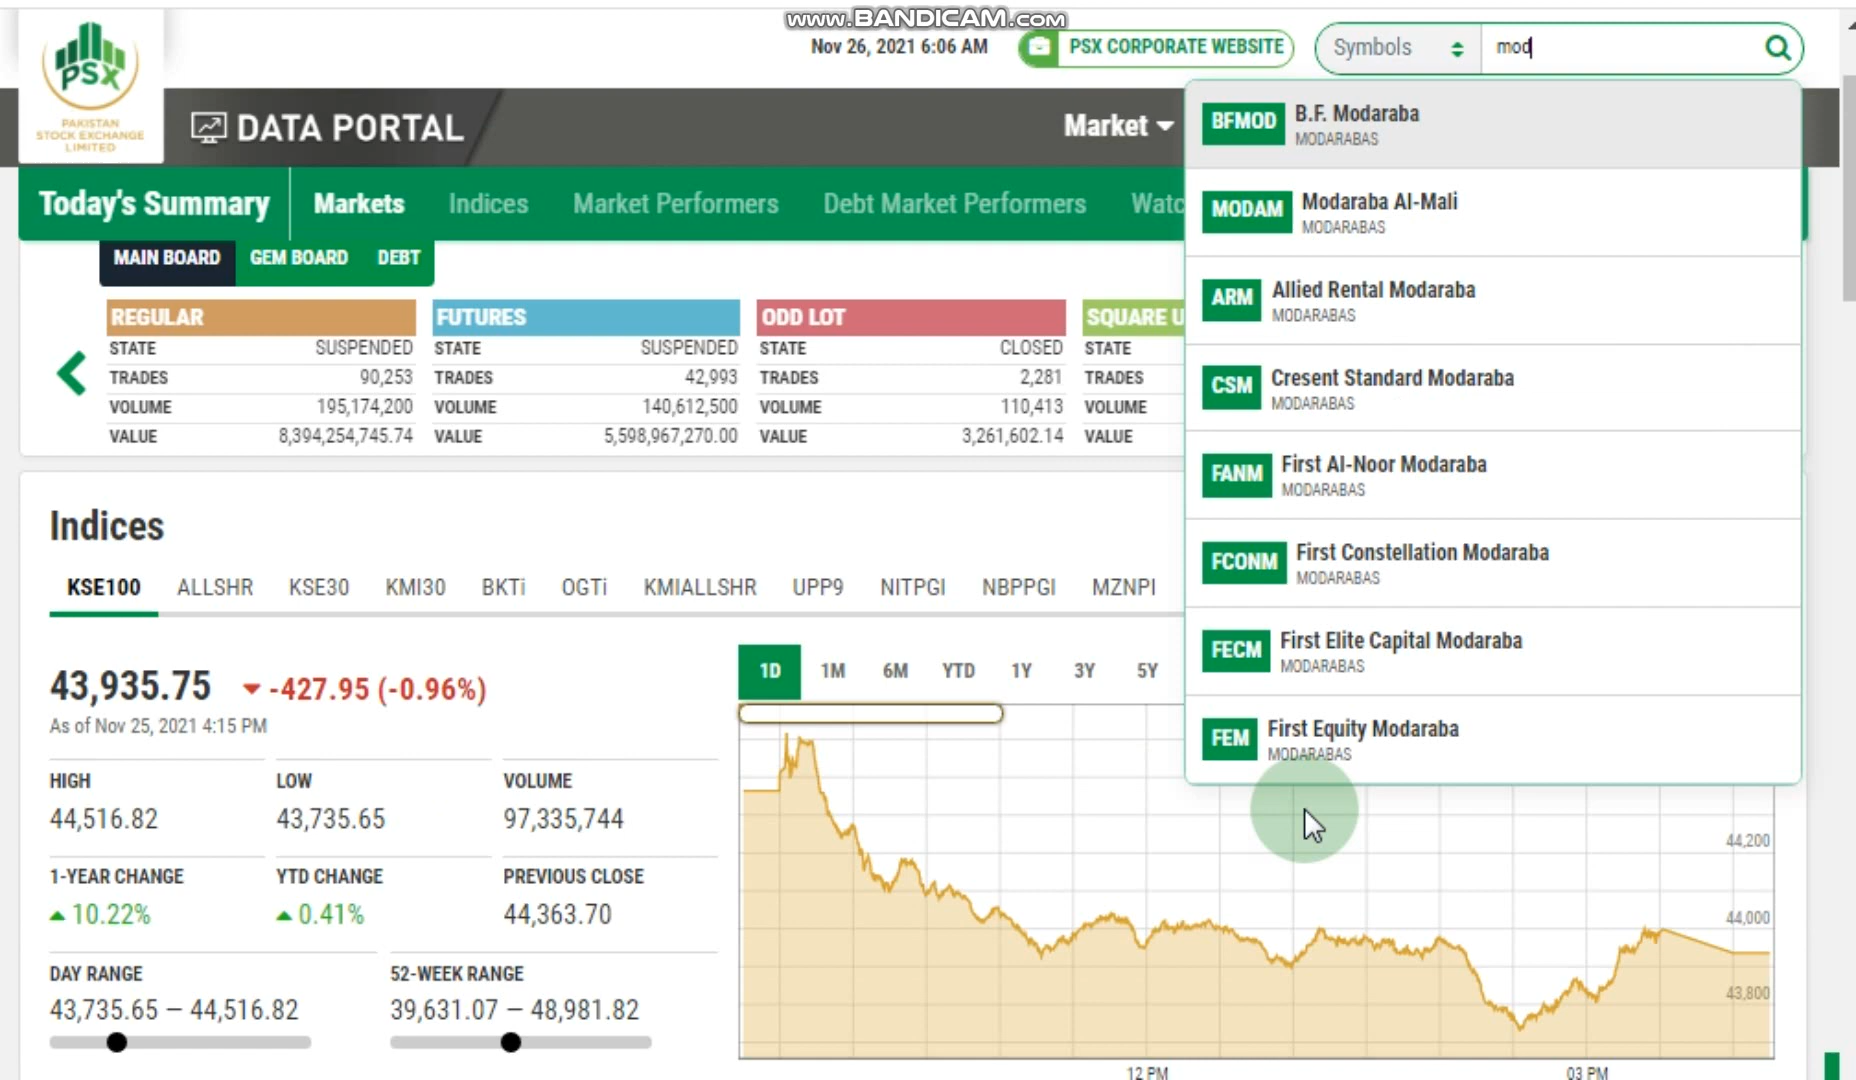 www.BANDICAM.com
Nov 26, 2021 6:06 AM
PSX CORPORATE WEBSITE
Symbols
mod
PSX
PAKISTAN
STOCK EXCHANGE
LIMITED
DATA PORTAL
Market
Today's Summary
Markets
Indices
Market Performers
Debt Market Performers
Watc
MAIN BOARD
GEM BOARD
DEBT
REGULAR
STATE SUSPENDED
TRADES 90,253
VOLUME 195,174,200
VALUE 8,394,254,745.74
FUTURES
STATE SUSPENDED
TRADES 42,993
VOLUME 140,612,500
VALUE 5,598,967,270.00
ODD LOT
STATE CLOSED
TRADES 2,281
VOLUME 110,413
VALUE 3,261,602.14
SQUARE U
STATE
TRADES
VOLUME
VALUE
BFMOD
B.F. Modaraba
MODARABAS
MODAM
Modaraba Al-Mali
MODARABAS
ARM
Allied Rental Modaraba
MODARABAS
CSM
Cresent Standard Modaraba
MODARABAS
FANM
First Al-Noor Modaraba
MODARABAS
FCONM
First Constellation Modaraba
MODARABAS
FECM
First Elite Capital Modaraba
MODARABAS
FEM
First Equity Modaraba
MODARABAS
Indices
KSE100 ALLSHR KSE30 KMI30 BKTi OGTi KMIALLSHR UPP9 NITPGI NBPPGI MZNPI
43,935.75
-427.95 (-0.96%)
As of Nov 25, 2021 4:15 PM
HIGH
44,516.82
LOW
43,735.65
VOLUME
97,335,744
1-YEAR CHANGE
10.22%
YTD CHANGE
0.41%
PREVIOUS CLOSE
44,363.70
DAY RANGE
43,735.65 — 44,516.82
52-WEEK RANGE
39,631.07 — 48,981.82
1D 1M 6M YTD 1Y 3Y 5Y
44,200
44,000
43,800
12 PM
03 PM